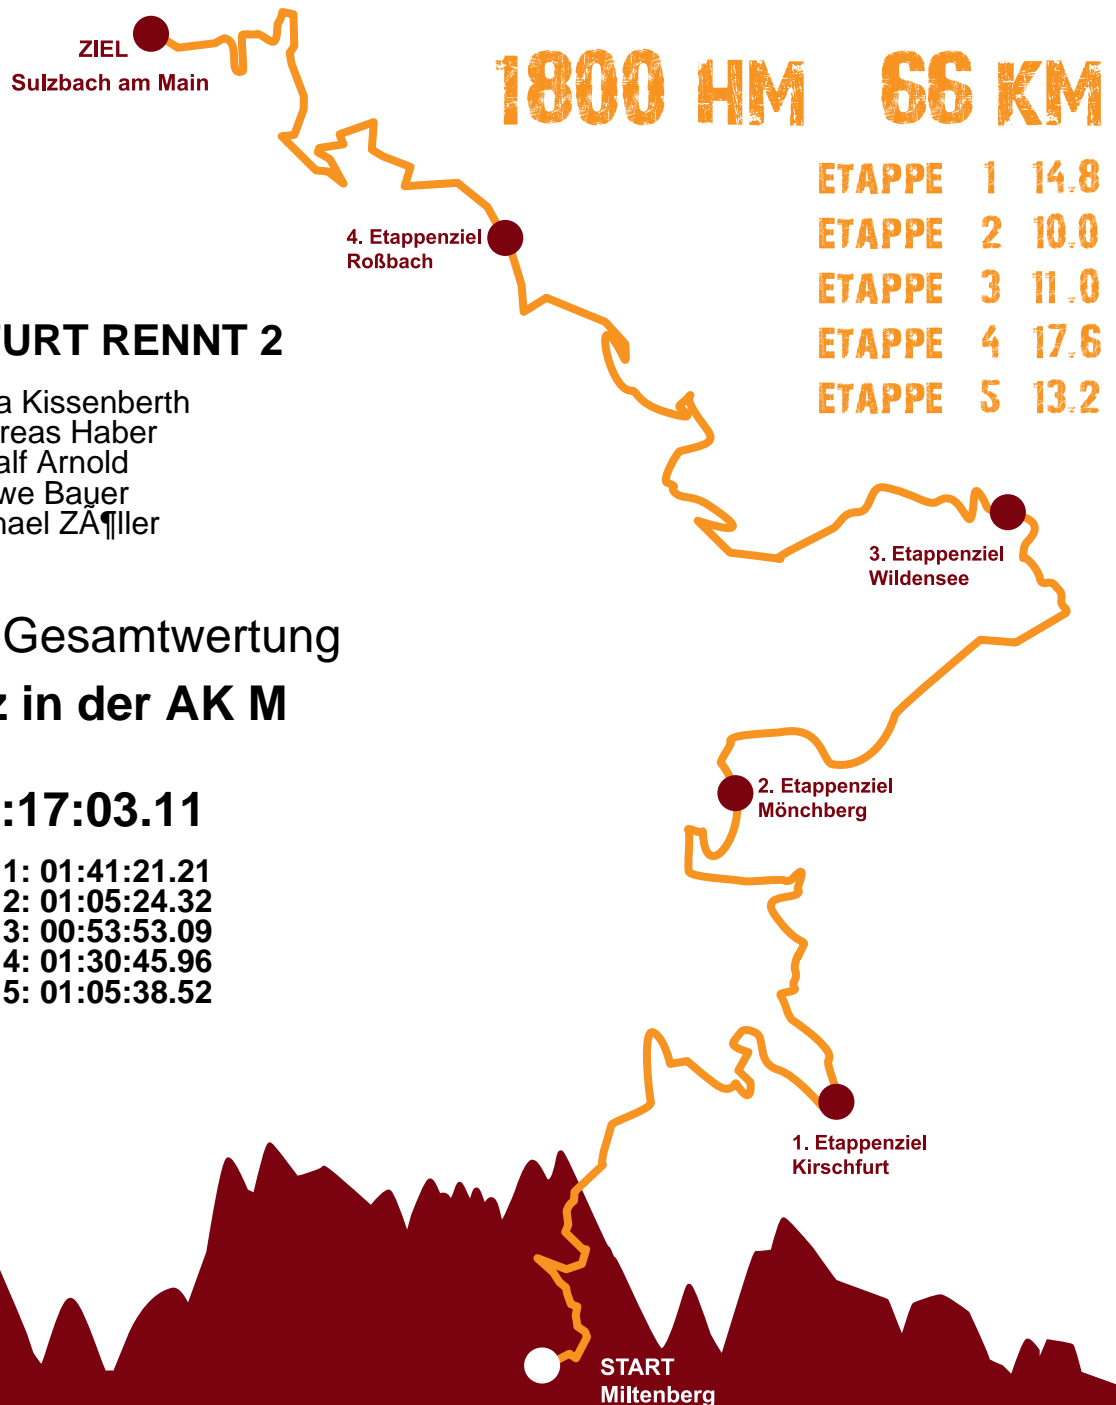 ZIEL
Sulzbach am Main
1800 HM 66 KM
ETAPPE 1 14.8
ETAPPE 2 10.0
ETAPPE 3 11.0
ETAPPE 4 17.6
ETAPPE 5 13.2
4. Etappenziel
Roßbach
FURT RENNT 2
a Kissenberth
reas Haber
alf Arnold
we Bauer
hael ZÃ¶ller
3. Etappenziel
Wildensee
Gesamtwertung
z in der AK M
2. Etappenziel
Mönchberg
:17:03.11
1: 01:41:21.21
2: 01:05:24.32
3: 00:53:53.09
4: 01:30:45.96
5: 01:05:38.52
1. Etappenziel
Kirschfurt
START
Miltenberg